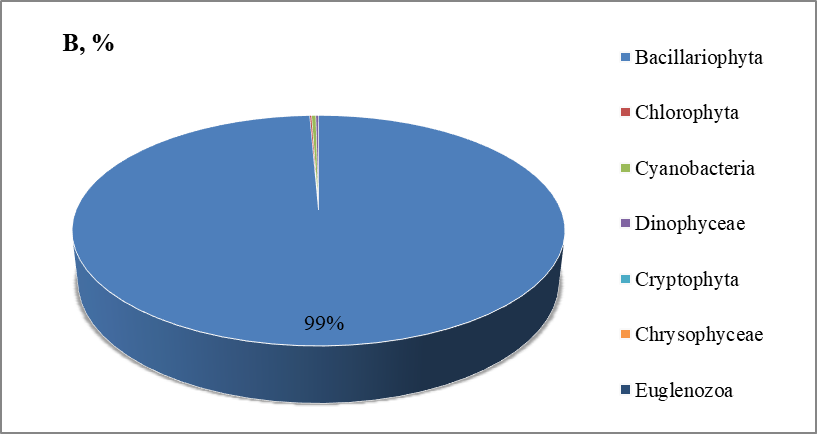 B, %
Bacillariophyta
Chlorophyta
Cyanobacteria
Dinophyceae
Cryptophyta
Chrysophyceae
Euglenozoa
99%